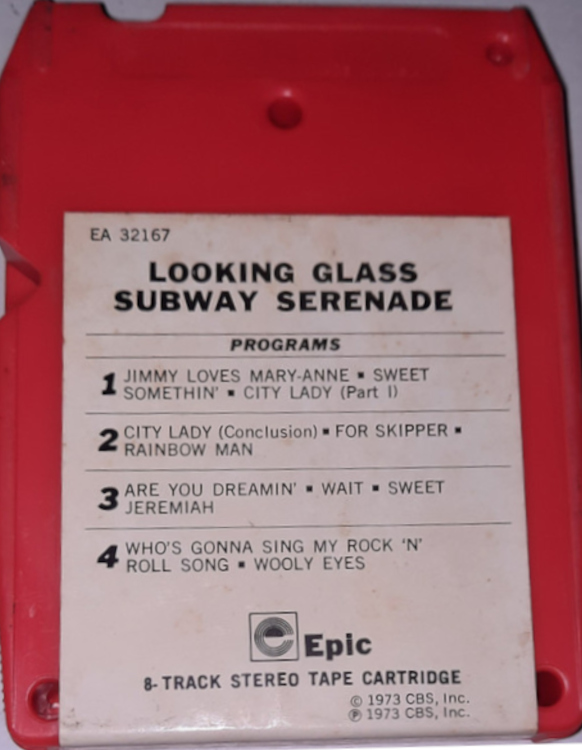 EA 32167
LOOKING GLASS
SUBWAY SERENADE
PROGRAMS
1 JIMMY LOVES MARY-ANNE ▪ SWEET
SOMETHIN' ▪ CITY LADY (Part I)
2 CITY LADY (Conclusion) ▪ FOR SKIPPER ▪
RAINBOW MAN
3 ARE YOU DREAMIN' ▪ WAIT ▪ SWEET
JEREMIAH
4 WHO'S GONNA SING MY ROCK 'N'
ROLL SONG ▪ WOOLY EYES
e Epic
8-TRACK STEREO TAPE CARTRIDGE
© 1973 CBS, Inc.
℗ 1973 CBS, Inc.